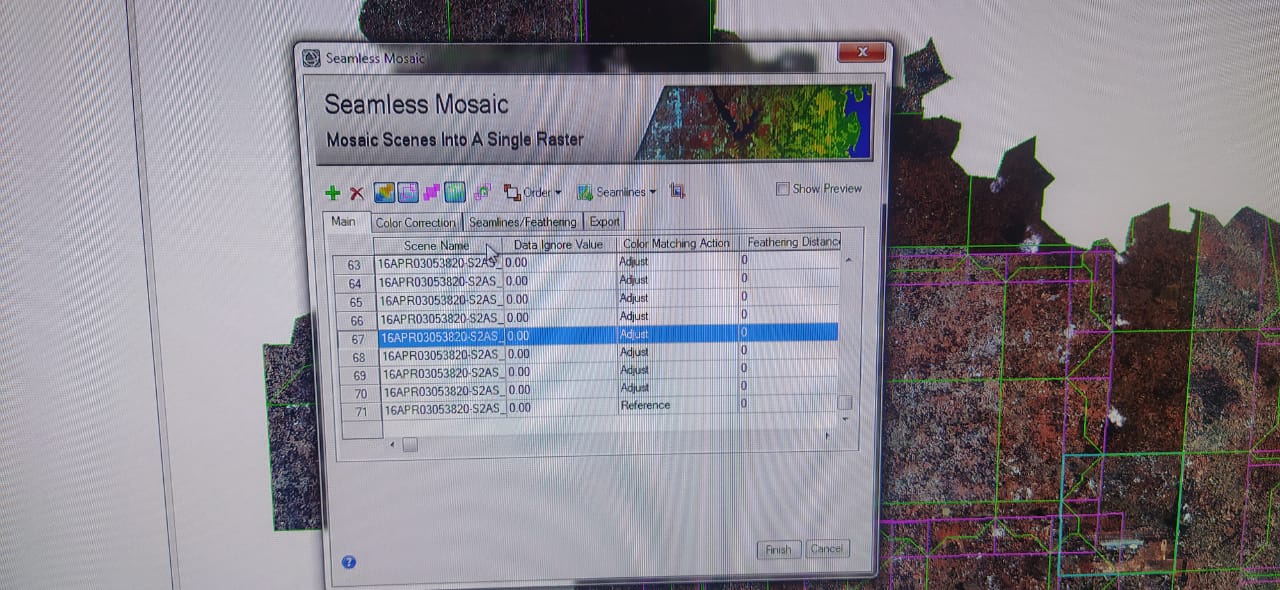 Seamless Mosaic
Seamless Mosaic
Mosaic Scenes Into A Single Raster
Order Seamlines Show Preview
Main Color Correction Seamlines/Feathering Export
Scene Name Data Ignore Value Color Matching Action Feathering Distance
63 16APR03053820-S2AS_ 0.00 Adjust 0
64 16APR03053820-S2AS_ 0.00 Adjust 0
65 16APR03053820-S2AS_ 0.00 Adjust 0
66 16APR03053820-S2AS_ 0.00 Adjust 0
67 16APR03053820-S2AS_ 0.00 Adjust 0
68 16APR03053820-S2AS_ 0.00 Adjust 0
69 16APR03053820-S2AS_ 0.00 Adjust 0
70 16APR03053820-S2AS_ 0.00 Adjust 0
71 16APR03053820-S2AS_ 0.00 Reference 0
Finish Cancel